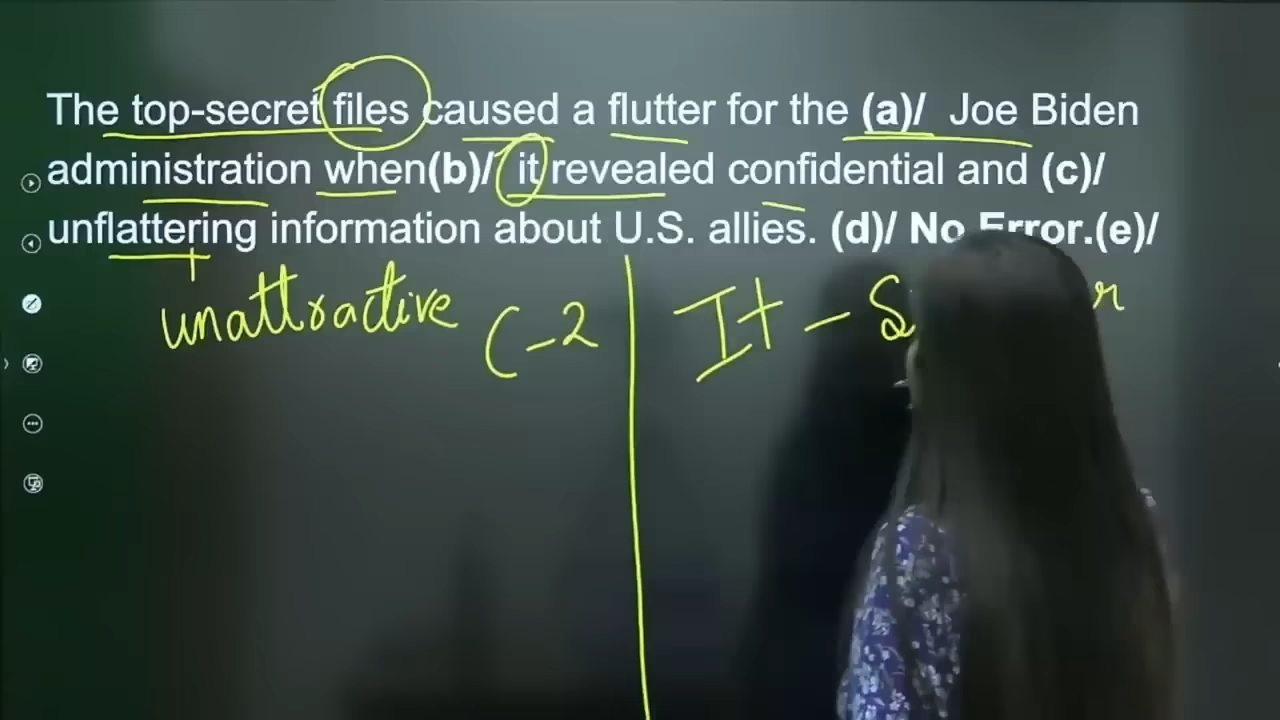 The top-secret files caused a flutter for the (a)/ Joe Biden
administration when(b)/ it revealed confidential and (c)/
unflattering information about U.S. allies. (d)/ No Error.(e)/
unattractive (-2
It - S